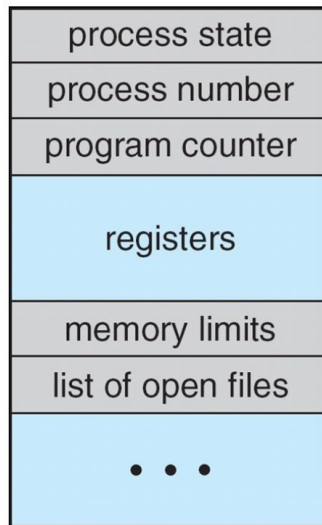 process state
process number
program counter
registers
memory limits
list of open files
• • •